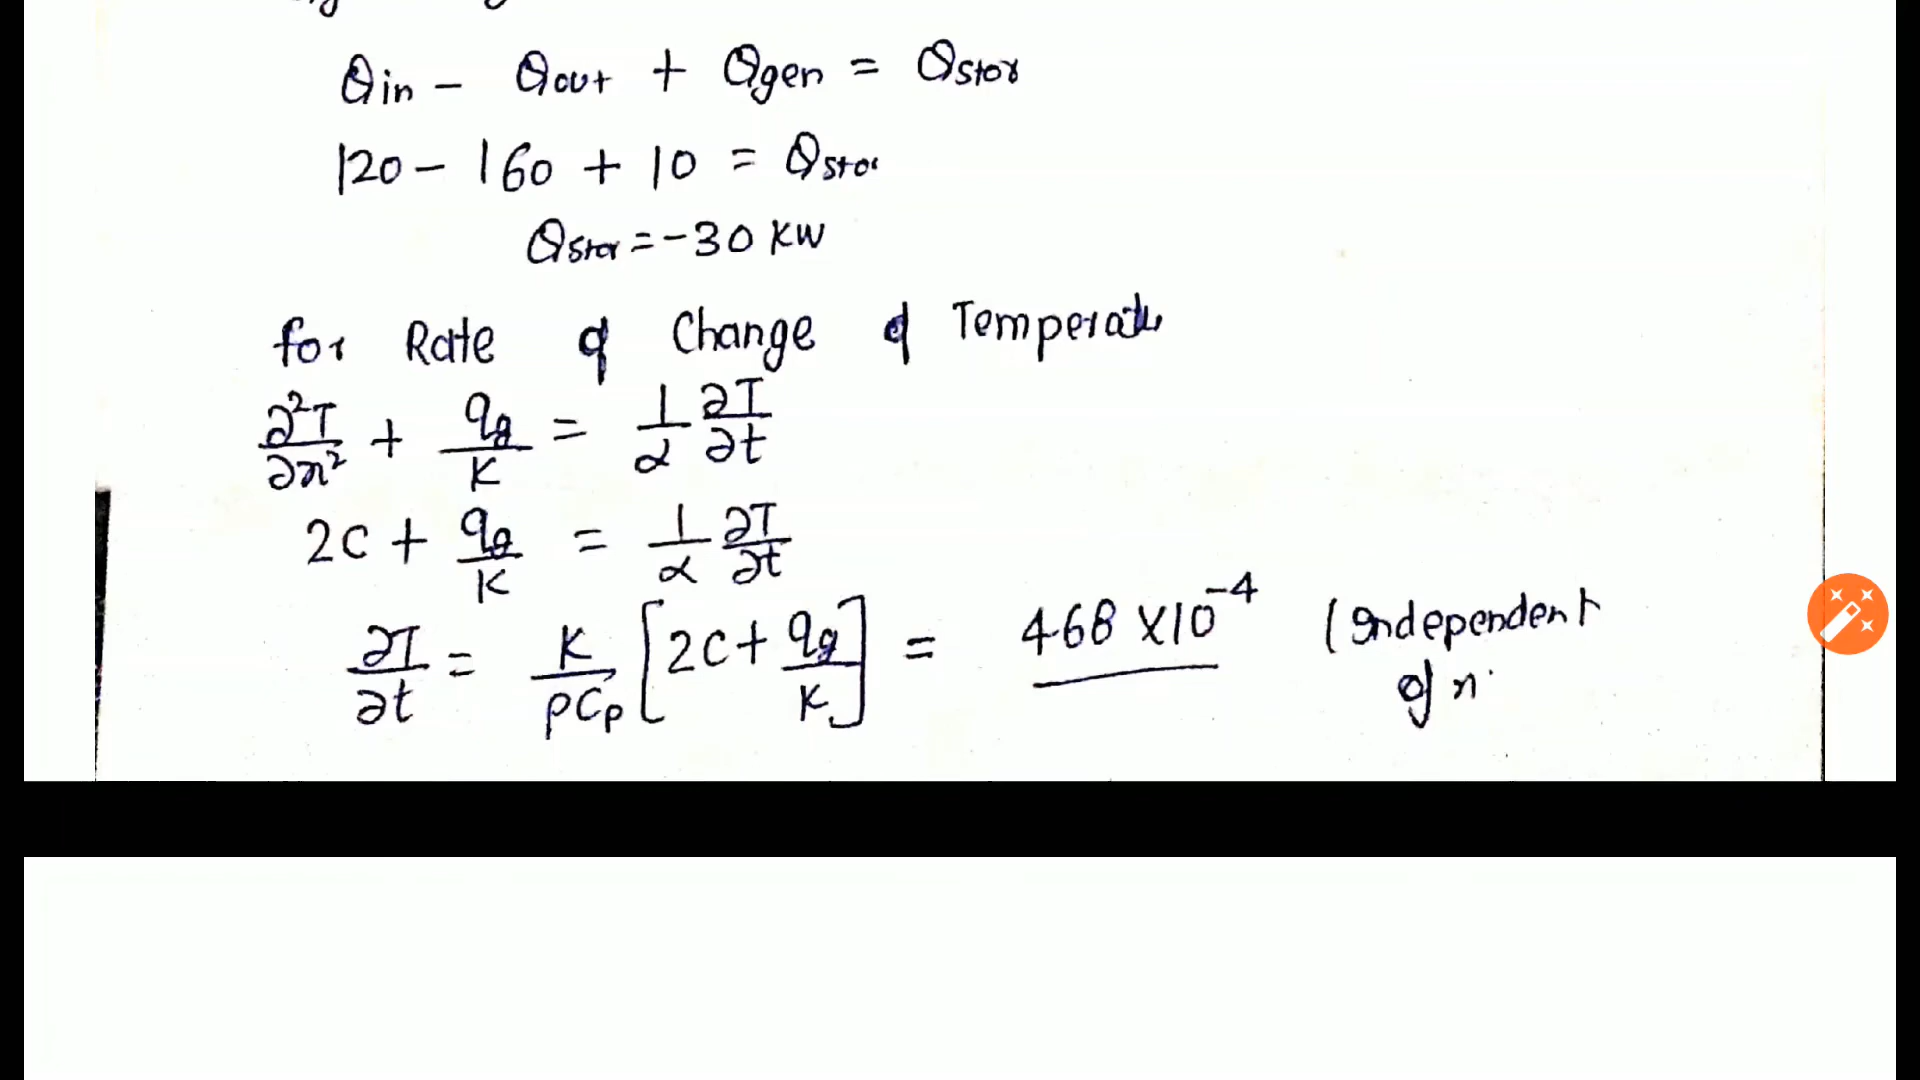 Qin - Qout + Qgen = Qstor
120 - 160 + 10 = Qstor
Qstor = -30 KW
for Rate of Change of Temperatu
∂²T/∂x² + qg/K = 1/α ∂T/∂t
2C + qg/K = 1/α ∂T/∂t
∂T/∂t = K/ρCp [2C + qg/K] = 4.68 X10⁻⁴ (Independent
of x.